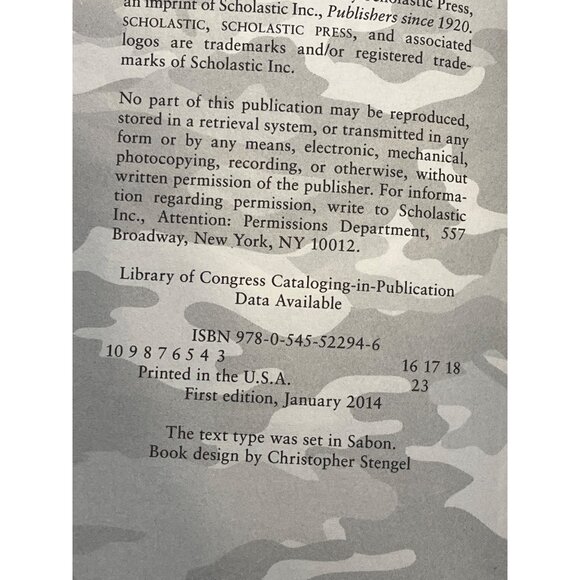 an imprint of Scholastic Inc., Publishers since 1920.
SCHOLASTIC, SCHOLASTIC PRESS, and associated
logos are trademarks and/or registered trade-
marks of Scholastic Inc.
No part of this publication may be reproduced,
stored in a retrieval system, or transmitted in any
form or by any means, electronic, mechanical,
photocopying, recording, or otherwise, without
written permission of the publisher. For informa-
tion regarding permission, write to Scholastic
Inc., Attention: Permissions Department, 557
Broadway, New York, NY 10012.
Library of Congress Cataloging-in-Publication
Data Available
ISBN 978-0-545-52294-6
10 9 8 7 6 5 4 3 16 17 18
Printed in the U.S.A. 23
First edition, January 2014
The text type was set in Sabon.
Book design by Christopher Stengel